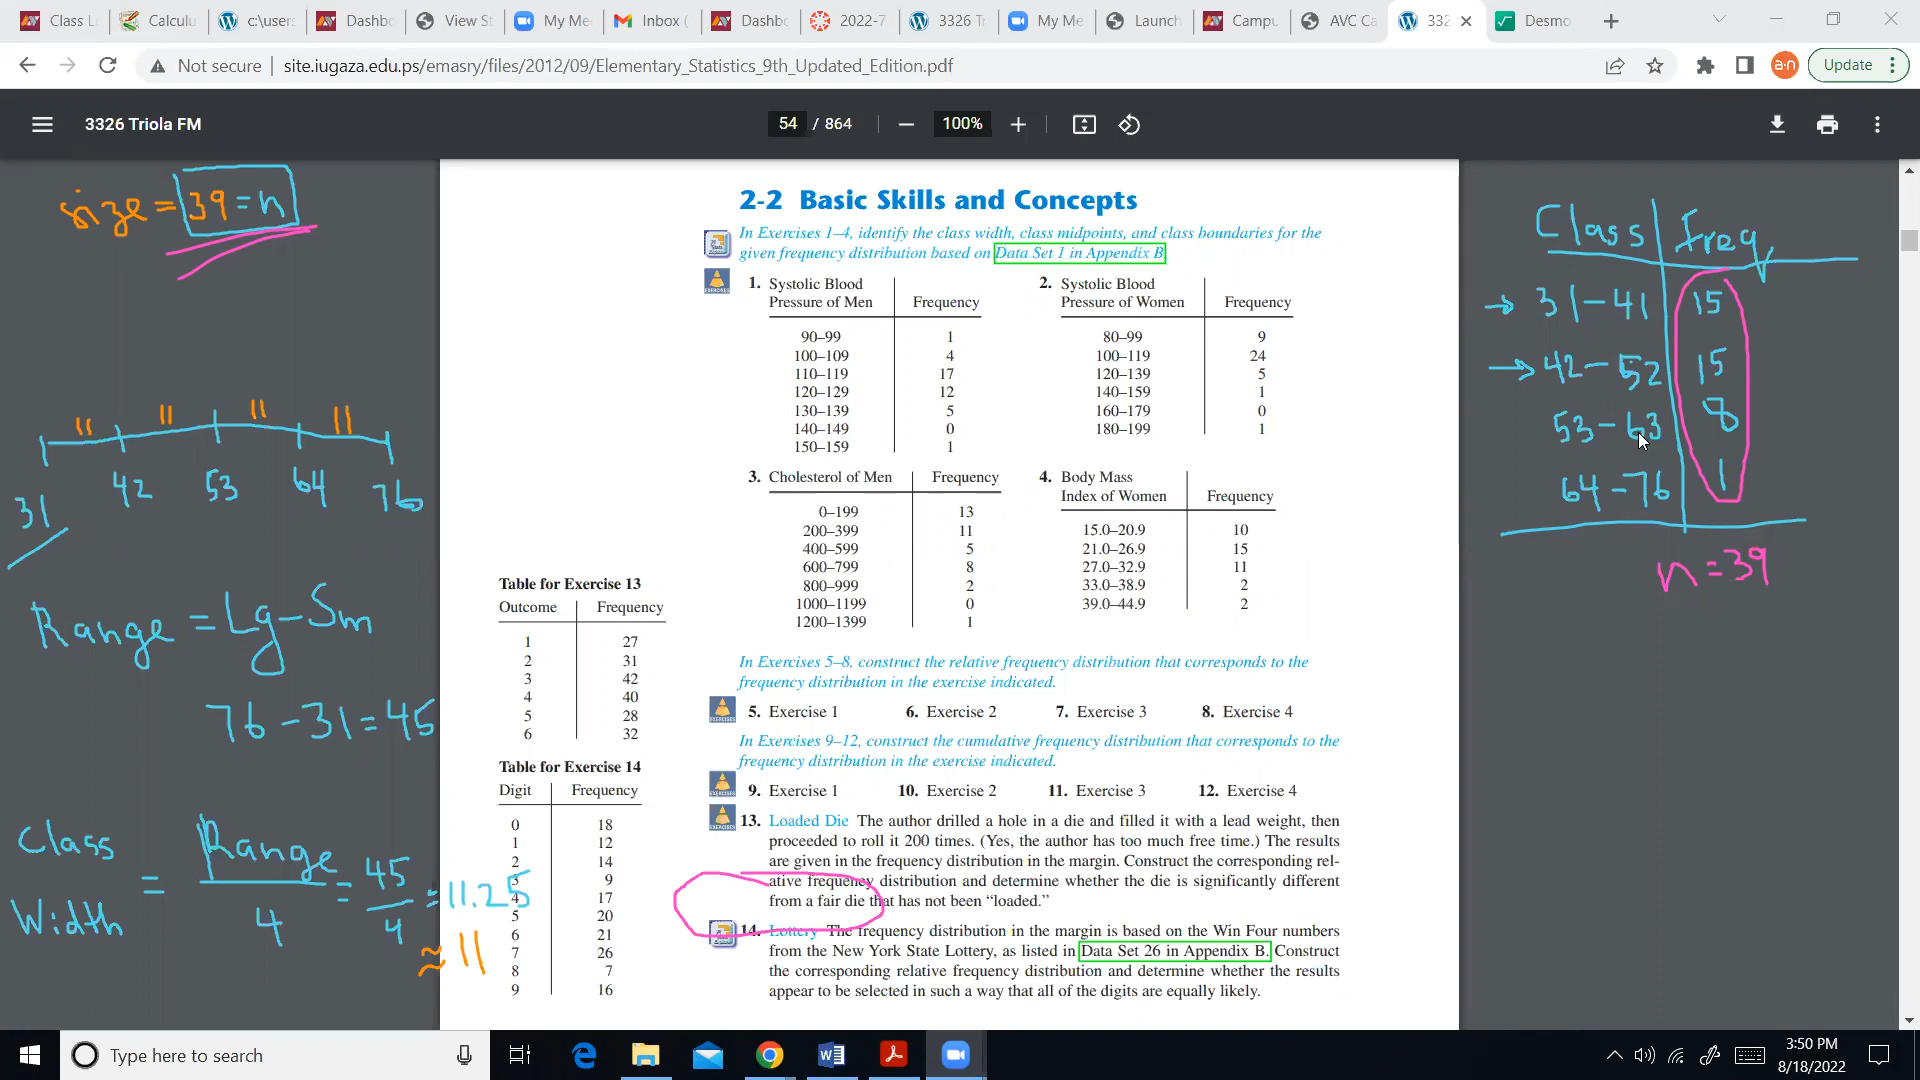 Class L
Calculu
c:\users
Dashbo
View St
My Me
Inbox (
Dashb
2022-7
3326 Tr
My Me
Launch
Campu
AVC Ca
332
Desmo
Not secure
site.iugaza.edu.ps/emasry/files/2012/09/Elementary_Statistics_9th_Updated_Edition.pdf
Update
3326 Triola FM
54 / 864
100%
size = 39 = n
11 11 11 11
31 42 53 64 76
Range = Lg - Sm
76 - 31 = 45
Class Width = Range / 4 = 45 / 4 = 11.25
≈ 11
2-2 Basic Skills and Concepts
In Exercises 1–4, identify the class width, class midpoints, and class boundaries for the
given frequency distribution based on Data Set 1 in Appendix B.
1. Systolic Blood
Pressure of Men Frequency
90–99 1
100–109 4
110–119 17
120–129 12
130–139 5
140–149 0
150–159 1
2. Systolic Blood
Pressure of Women Frequency
80–99 9
100–119 24
120–139 5
140–159 1
160–179 0
180–199 1
3. Cholesterol of Men Frequency
0–199 13
200–399 11
400–599 5
600–799 8
800–999 2
1000–1199 0
1200–1399 1
4. Body Mass
Index of Women Frequency
15.0–20.9 10
21.0–26.9 15
27.0–32.9 11
33.0–38.9 2
39.0–44.9 2
Table for Exercise 13
Outcome Frequency
1 27
2 31
3 42
4 40
5 28
6 32
Table for Exercise 14
Digit Frequency
0 18
1 12
2 14
3 9
4 17
5 20
6 21
7 26
8 7
9 16
In Exercises 5–8, construct the relative frequency distribution that corresponds to the
frequency distribution in the exercise indicated.
5. Exercise 1 6. Exercise 2 7. Exercise 3 8. Exercise 4
In Exercises 9–12, construct the cumulative frequency distribution that corresponds to the
frequency distribution in the exercise indicated.
9. Exercise 1 10. Exercise 2 11. Exercise 3 12. Exercise 4
13. Loaded Die The author drilled a hole in a die and filled it with a lead weight, then
proceeded to roll it 200 times. (Yes, the author has too much free time.) The results
are given in the frequency distribution in the margin. Construct the corresponding rel-
ative frequency distribution and determine whether the die is significantly different
from a fair die that has not been “loaded.”
14. Lottery The frequency distribution in the margin is based on the Win Four numbers
from the New York State Lottery, as listed in Data Set 26 in Appendix B. Construct
the corresponding relative frequency distribution and determine whether the results
appear to be selected in such a way that all of the digits are equally likely.
Class Freq
→ 31 - 41 15
→ 42 - 52 15
53 - 63 8
64 - 76 1
n = 39
Type here to search
3:50 PM
8/18/2022